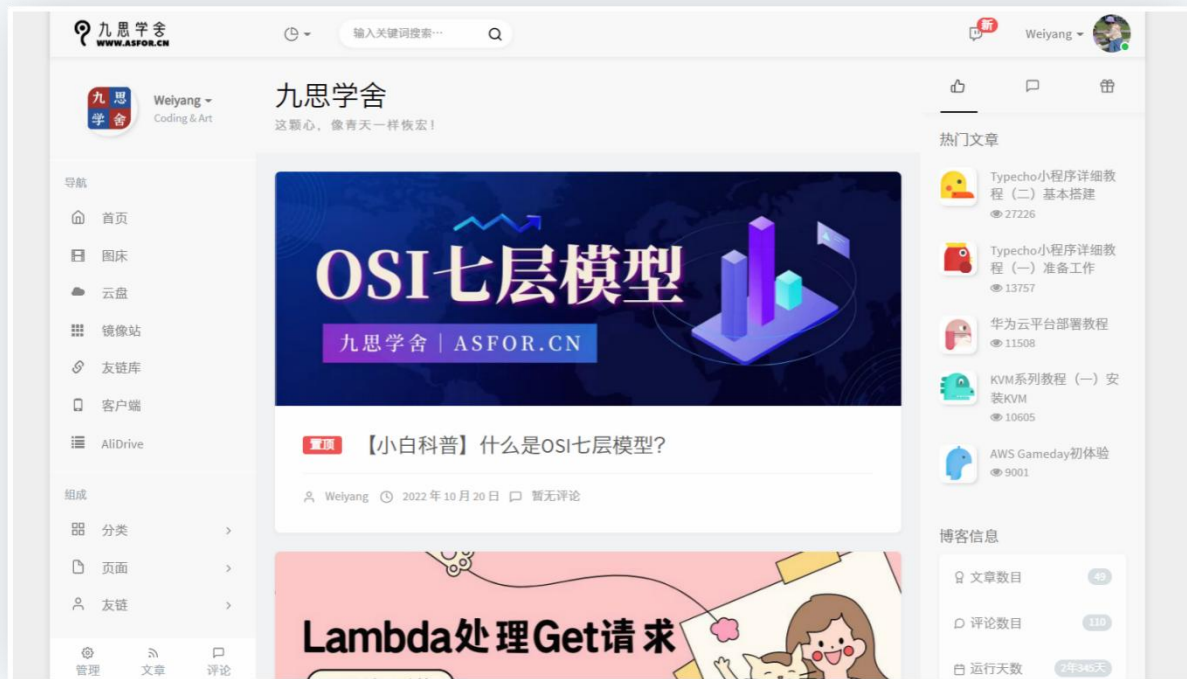 九思学舍
WWW.ASFOR.CN
输入关键词搜索…
新
Weiyang
九思
学舍
Weiyang
Coding & Art
导航
首页
图床
云盘
镜像站
友链库
客户端
AliDrive
组成
分类
页面
友链
管理
文章
评论
九思学舍
这颗心，像青天一样恢宏！
OSI七层模型
九思学舍 | ASFOR.CN
置顶 【小白科普】什么是OSI七层模型？
Weiyang 2022 年 10 月 20 日 暂无评论
Lambda处理Get请求
热门文章
Typecho小程序详细教
程（二）基本搭建
27226
Typecho小程序详细教
程（一）准备工作
13757
华为云平台部署教程
11508
KVM系列教程（一）安
装KVM
10605
AWS Gameday初体验
9001
博客信息
文章数目 49
评论数目 110
运行天数 2年345天